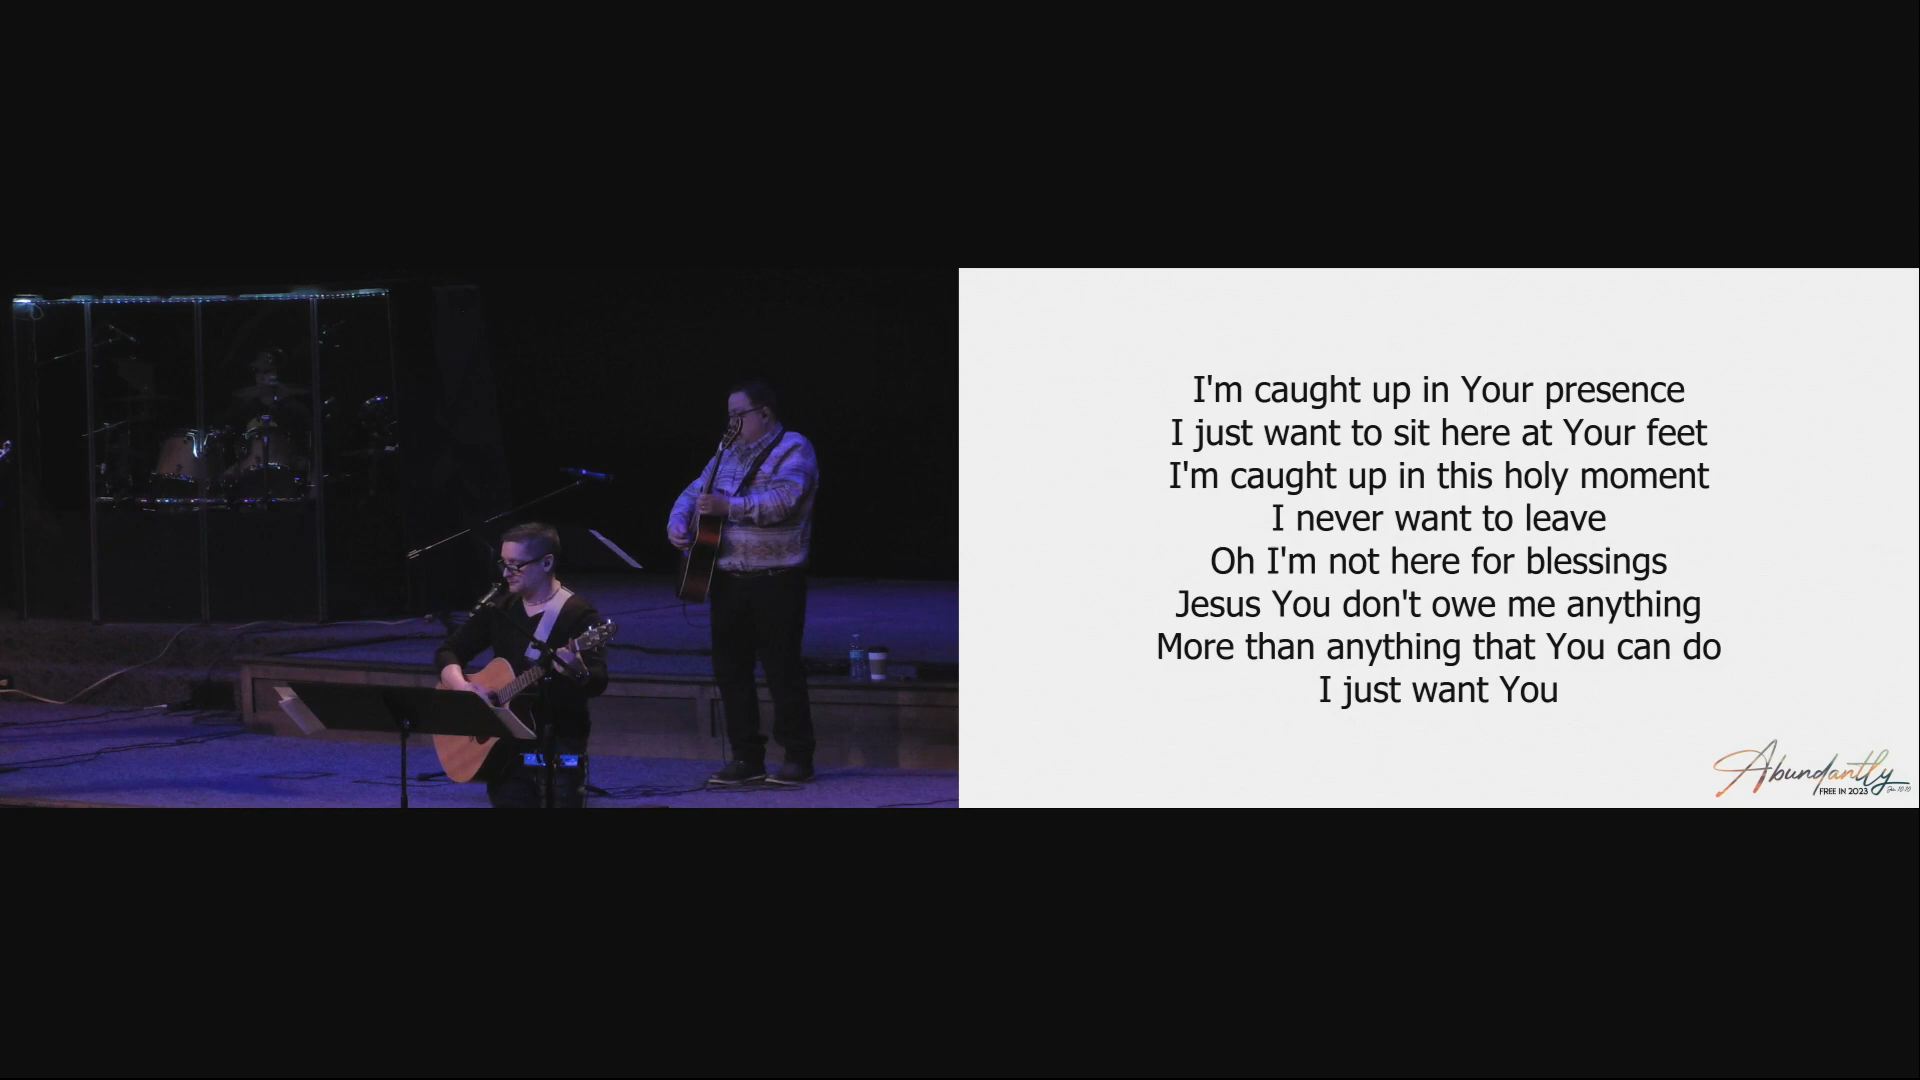 I'm caught up in Your presence
I just want to sit here at Your feet
I'm caught up in this holy moment
I never want to leave
Oh I'm not here for blessings
Jesus You don't owe me anything
More than anything that You can do
I just want You
Abundantly
FREE IN 2023